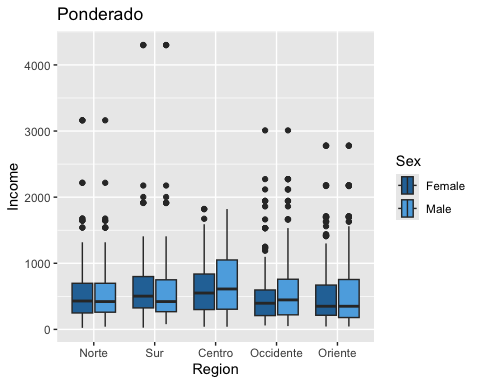 Ponderado
4000
3000
2000
1000
0
Income
Norte Sur Centro Occidente Oriente
Region
Sex
Female
Male